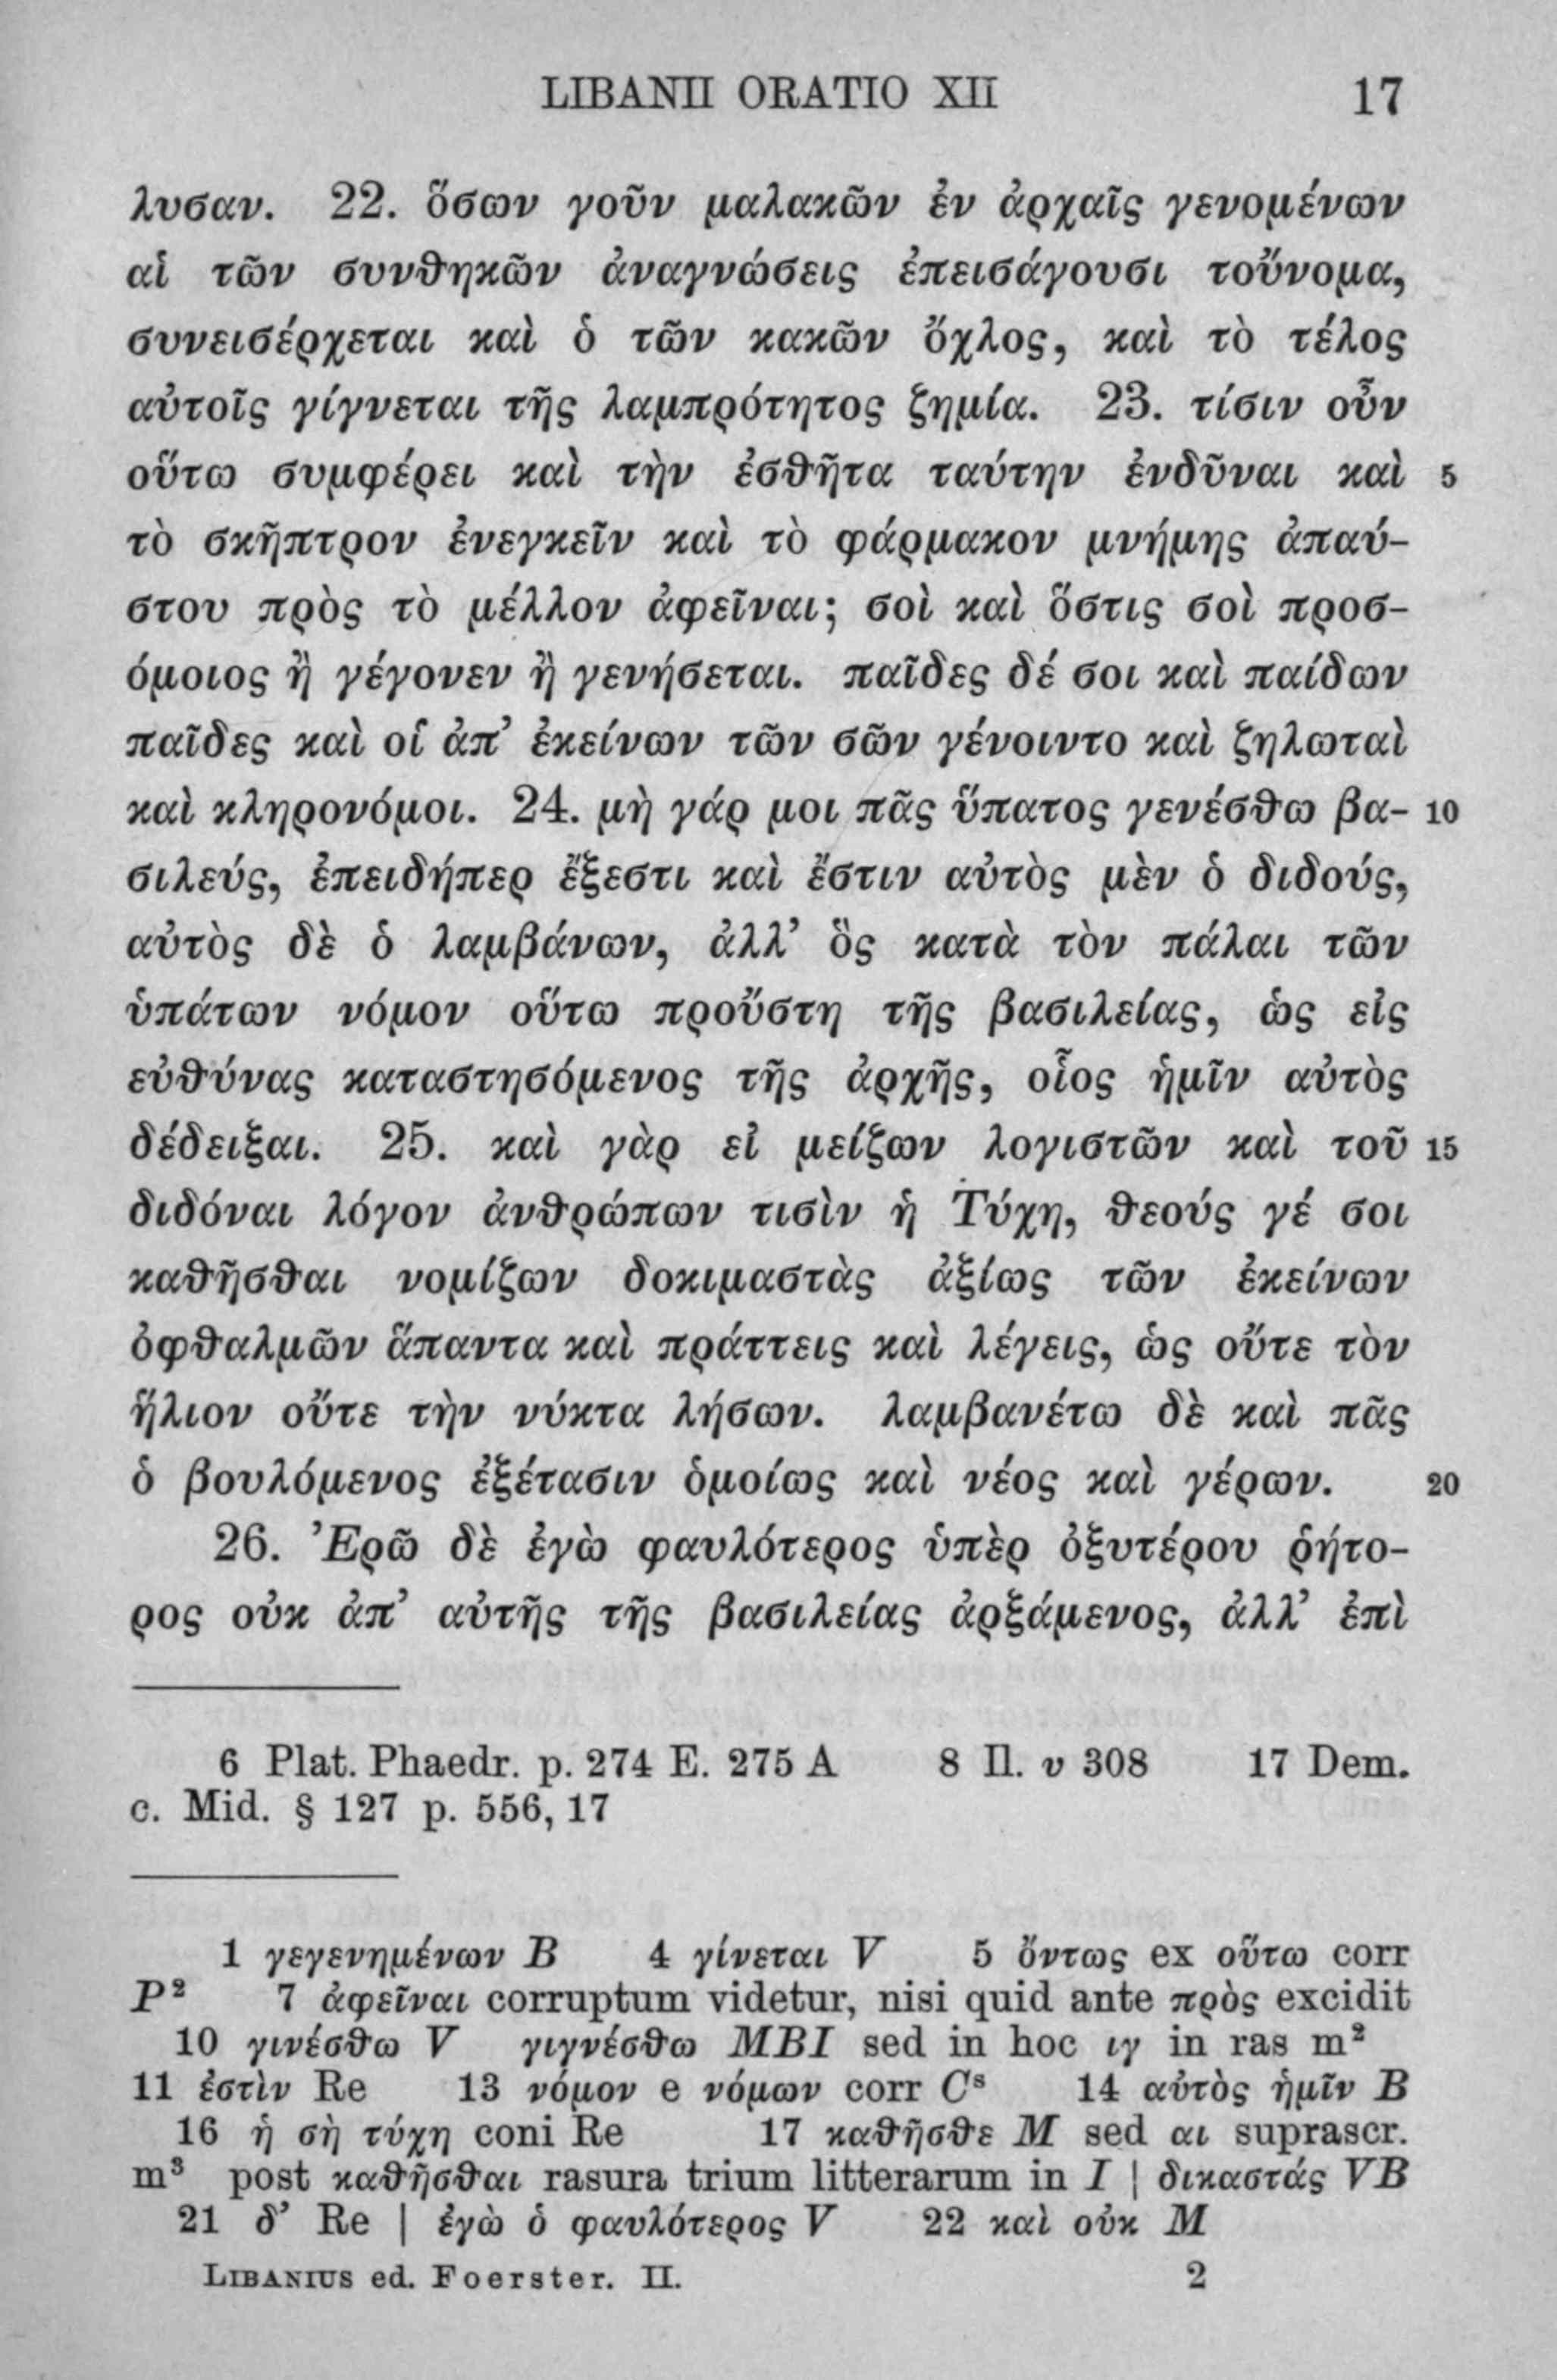 LIBANII ORATIO XII 17
λυσαν. 22. ὅσων γοῦν μαλακῶν ἐν ἀρχαῖς γενομένων
αἱ τῶν συνθηκῶν ἀναγνώσεις ἐπεισάγουσι τοὔνομα,
συνεισέρχεται καὶ ὁ τῶν κακῶν ὄχλος, καὶ τὸ τέλος
αὐτοῖς γίγνεται τῆς λαμπρότητος ζημία. 23. τίσιν οὖν
οὕτω συμφέρει καὶ τὴν ἐσθῆτα ταύτην ἐνδῦναι καὶ 5
τὸ σκῆπτρον ἐνεγκεῖν καὶ τὸ φάρμακον μνήμης ἀπαύ-
στου πρὸς τὸ μέλλον ἀφεῖναι; σοὶ καὶ ὅστις σοὶ προσ-
όμοιος ἢ γέγονεν ἢ γενήσεται. παῖδες δέ σοι καὶ παίδων
παῖδες καὶ οἱ ἀπ’ ἐκείνων τῶν σῶν γένοιντο καὶ ζηλωταὶ
καὶ κληρονόμοι. 24. μὴ γάρ μοι πᾶς ὕπατος γενέσθω βα- 10
σιλεύς, ἐπειδήπερ ἔξεστι καὶ ἔστιν αὐτὸς μὲν ὁ διδούς,
αὐτὸς δὲ ὁ λαμβάνων, ἀλλ’ ὃς κατὰ τὸν πάλαι τῶν
ὑπάτων νόμον οὕτω προὔστη τῆς βασιλείας, ὡς εἰς
εὐθύνας καταστησόμενος τῆς ἀρχῆς, οἷος ἡμῖν αὐτὸς
δέδειξαι. 25. καὶ γὰρ εἰ μείζων λογιστῶν καὶ τοῦ 15
διδόναι λόγον ἀνθρώπων τισὶν ἡ Τύχη, θεούς γέ σοι
καθῆσθαι νομίζων δοκιμαστὰς ἀξίως τῶν ἐκείνων
ὀφθαλμῶν ἅπαντα καὶ πράττεις καὶ λέγεις, ὡς οὔτε τὸν
ἥλιον οὔτε τὴν νύκτα λήσων. λαμβανέτω δὲ καὶ πᾶς
ὁ βουλόμενος ἐξέτασιν ὁμοίως καὶ νέος καὶ γέρων. 20
26. Ἐρῶ δὲ ἐγὼ φαυλότερος ὑπὲρ ὀξυτέρου ῥήτο-
ρος οὐκ ἀπ’ αὐτῆς τῆς βασιλείας ἀρξάμενος, ἀλλ’ ἐπὶ
6 Plat. Phaedr. p. 274 E. 275 A 8 Il. υ 308 17 Dem.
c. Mid. § 127 p. 556, 17
1 γεγενημένων B 4 γίνεται V 5 ὄντως ex οὕτω corr
P² 7 ἀφεῖναι corruptum videtur, nisi quid ante πρὸς excidit
10 γινέσθω V γιγνέσθω MBI sed in hoc ιγ in ras m²
11 ἐστὶν Re 13 νόμον e νόμων corr Cˢ 14 αὐτὸς ἡμῖν B
16 ἡ σὴ τύχη coni Re 17 καθῆσθε M sed αι suprascr.
m³ post καθῆσθαι rasura trium litterarum in I | δικαστάς VB
21 δ’ Re | ἐγὼ ὁ φαυλότερος V 22 καὶ οὐκ M
LIBANIUS ed. Foerster. II. 2